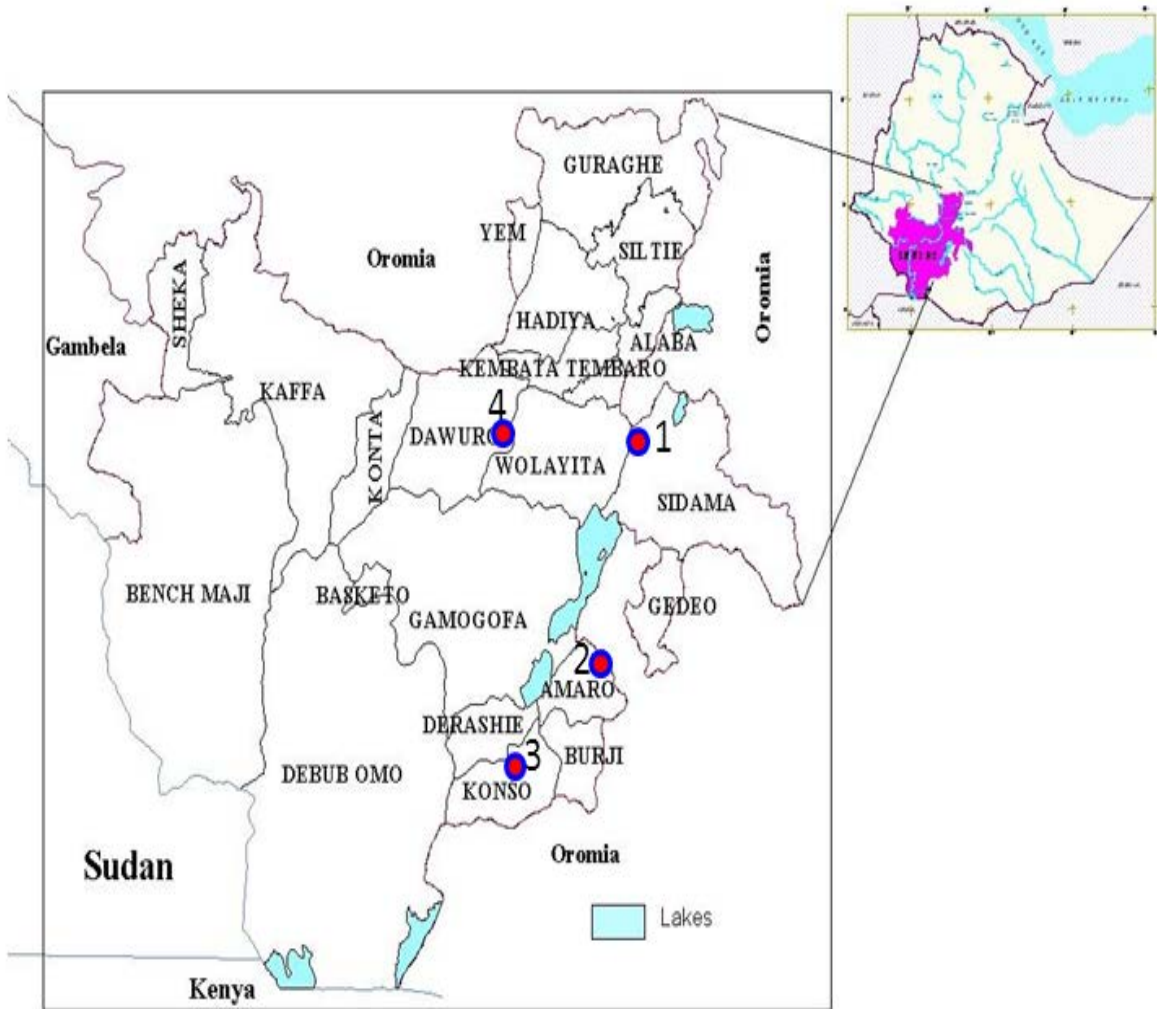 GURAGHE
YEM
SILTIE
Oromia
Oromia
SHEKA
HADIYA
ALABA
Gambela
KEMBATA TEMBARO
KAFFA
4
1
DAWURO
KONTA
WOLAYITA
SIDAMA
BENCH MAJI
BASKETO
GEDEO
GAMOGOFA
2
AMARO
DERASHIE
3
BURJI
DEBUB OMO
KONSO
Oromia
Sudan
Lakes
Kenya